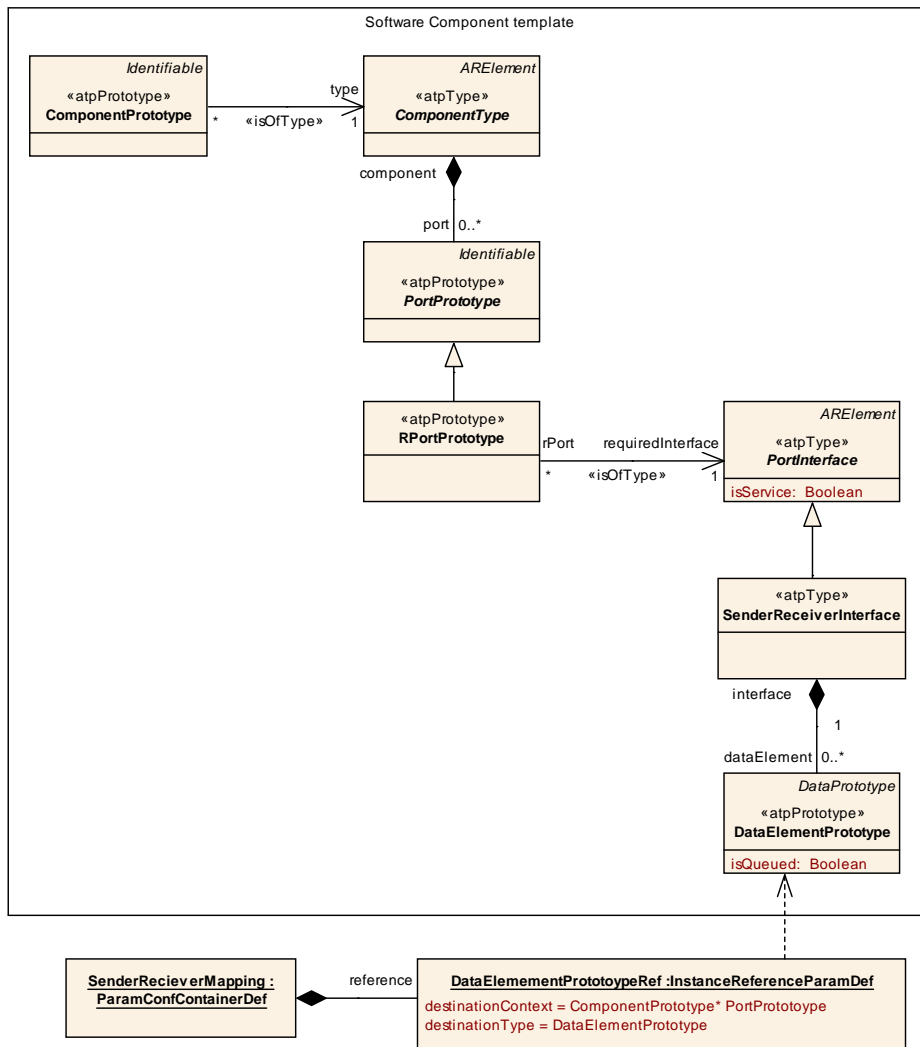 Software Component template
Identifiable
«atpPrototype»
ComponentPrototype
type
*
«isOfType»
1
ARElement
«atpType»
ComponentType
component
port
0..*
Identifiable
«atpPrototype»
PortPrototype
«atpPrototype»
RPortPrototype
rPort
requiredInterface
*
«isOfType»
1
ARElement
«atpType»
PortInterface
isService: Boolean
«atpType»
SenderReceiverInterface
interface
1
dataElement
0..*
DataPrototype
«atpPrototype»
DataElementPrototype
isQueued: Boolean
SenderRecieverMapping :
ParamConfContainerDef
reference
DataElemementPrototoypeRef :InstanceReferenceParamDef
destinationContext = ComponentPrototype* PortPrototoype
destinationType = DataElementPrototype